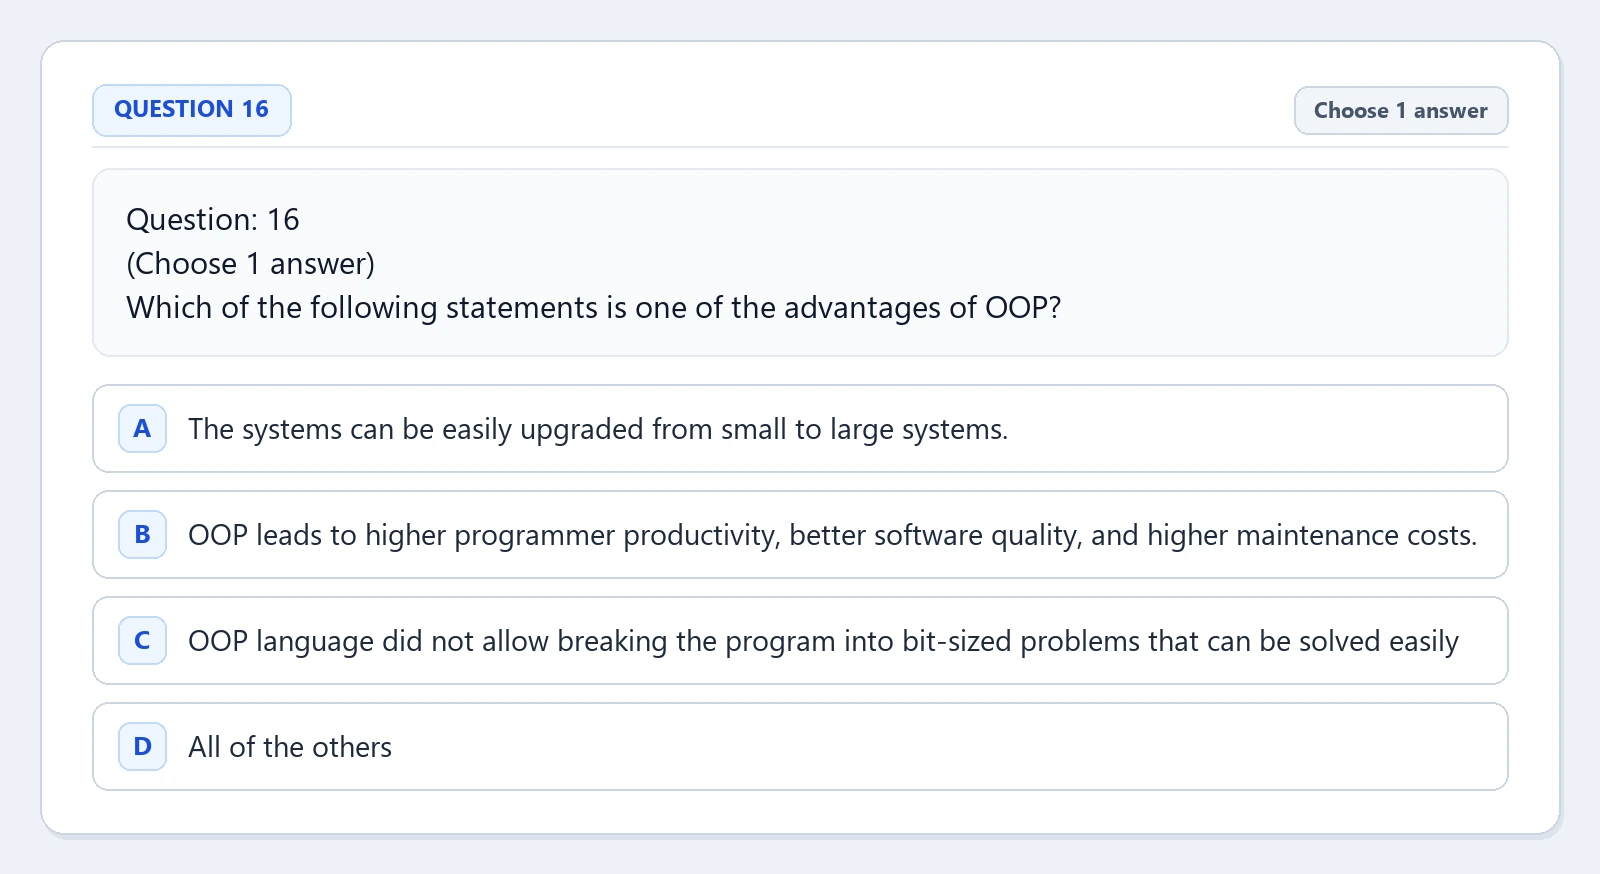 QUESTION 16
Choose 1 answer
Question: 16
(Choose 1 answer)
Which of the following statements is one of the advantages of OOP?
A The systems can be easily upgraded from small to large systems.
B OOP leads to higher programmer productivity, better software quality, and higher maintenance costs.
C OOP language did not allow breaking the program into bit-sized problems that can be solved easily
D All of the others